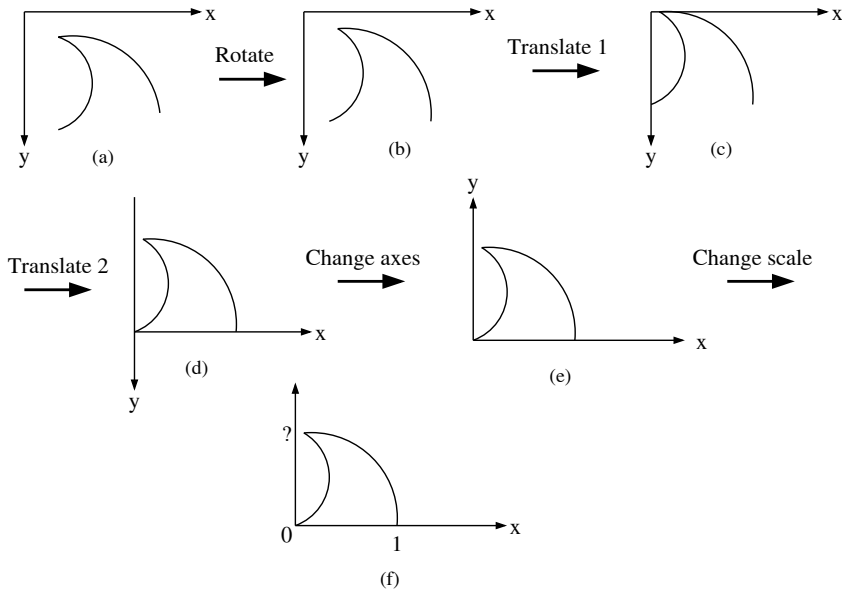 x
y
(a)
Rotate
x
y
(b)
Translate 1
x
y
(c)
Translate 2
x
y
(d)
Change axes
y
x
(e)
Change scale
?
0
1
x
(f)